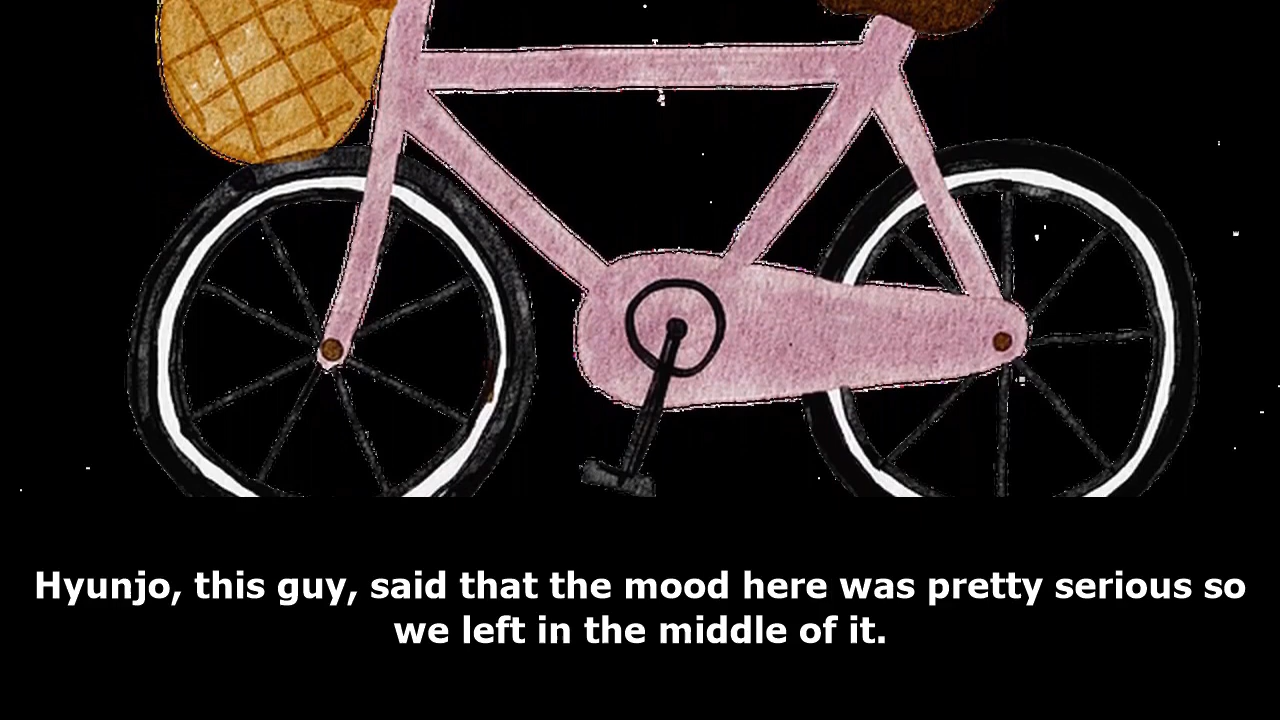 Hyunjo, this guy, said that the mood here was pretty serious so
we left in the middle of it.